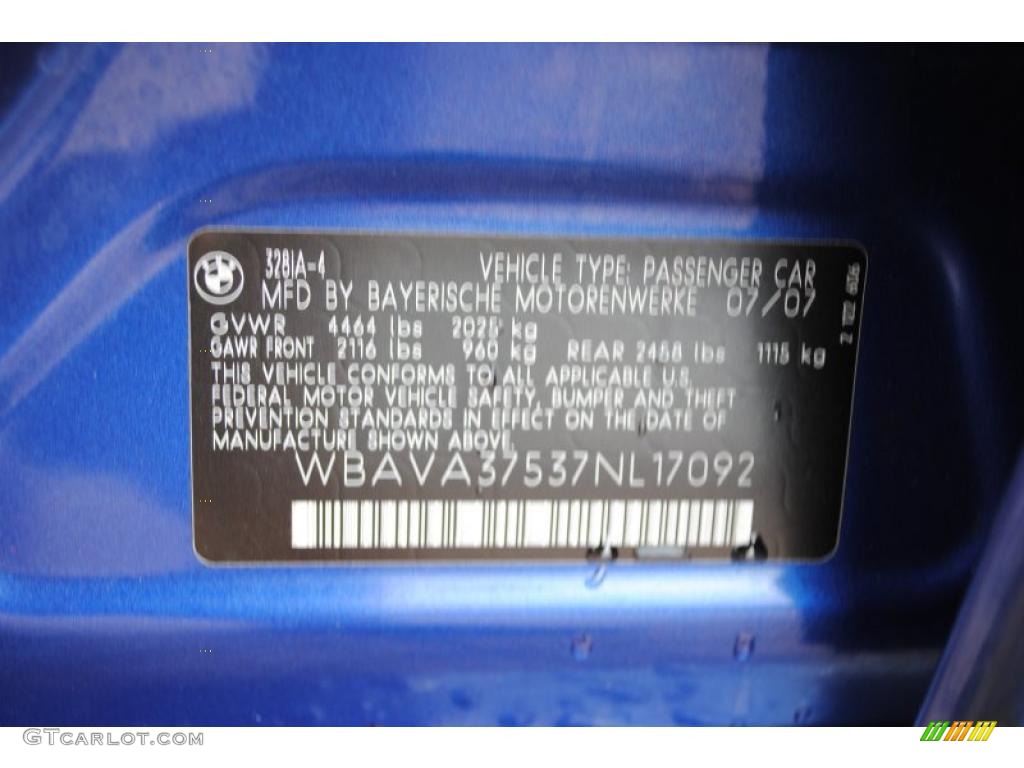 328IA-4 VEHICLE TYPE: PASSENGER CAR
MFD BY BAYERISCHE MOTORENWERKE 07/07
GVWR 4464 lbs 2025 kg
GAWR FRONT 2116 lbs 960 kg REAR 2458 lbs 1115 kg
THIS VEHICLE CONFORMS TO ALL APPLICABLE U.S.
FEDERAL MOTOR VEHICLE SAFETY, BUMPER AND THEFT
PREVENTION STANDARDS IN EFFECT ON THE DATE OF
MANUFACTURE SHOWN ABOVE.
WBAVA37537NL17092
GTCarlot.com